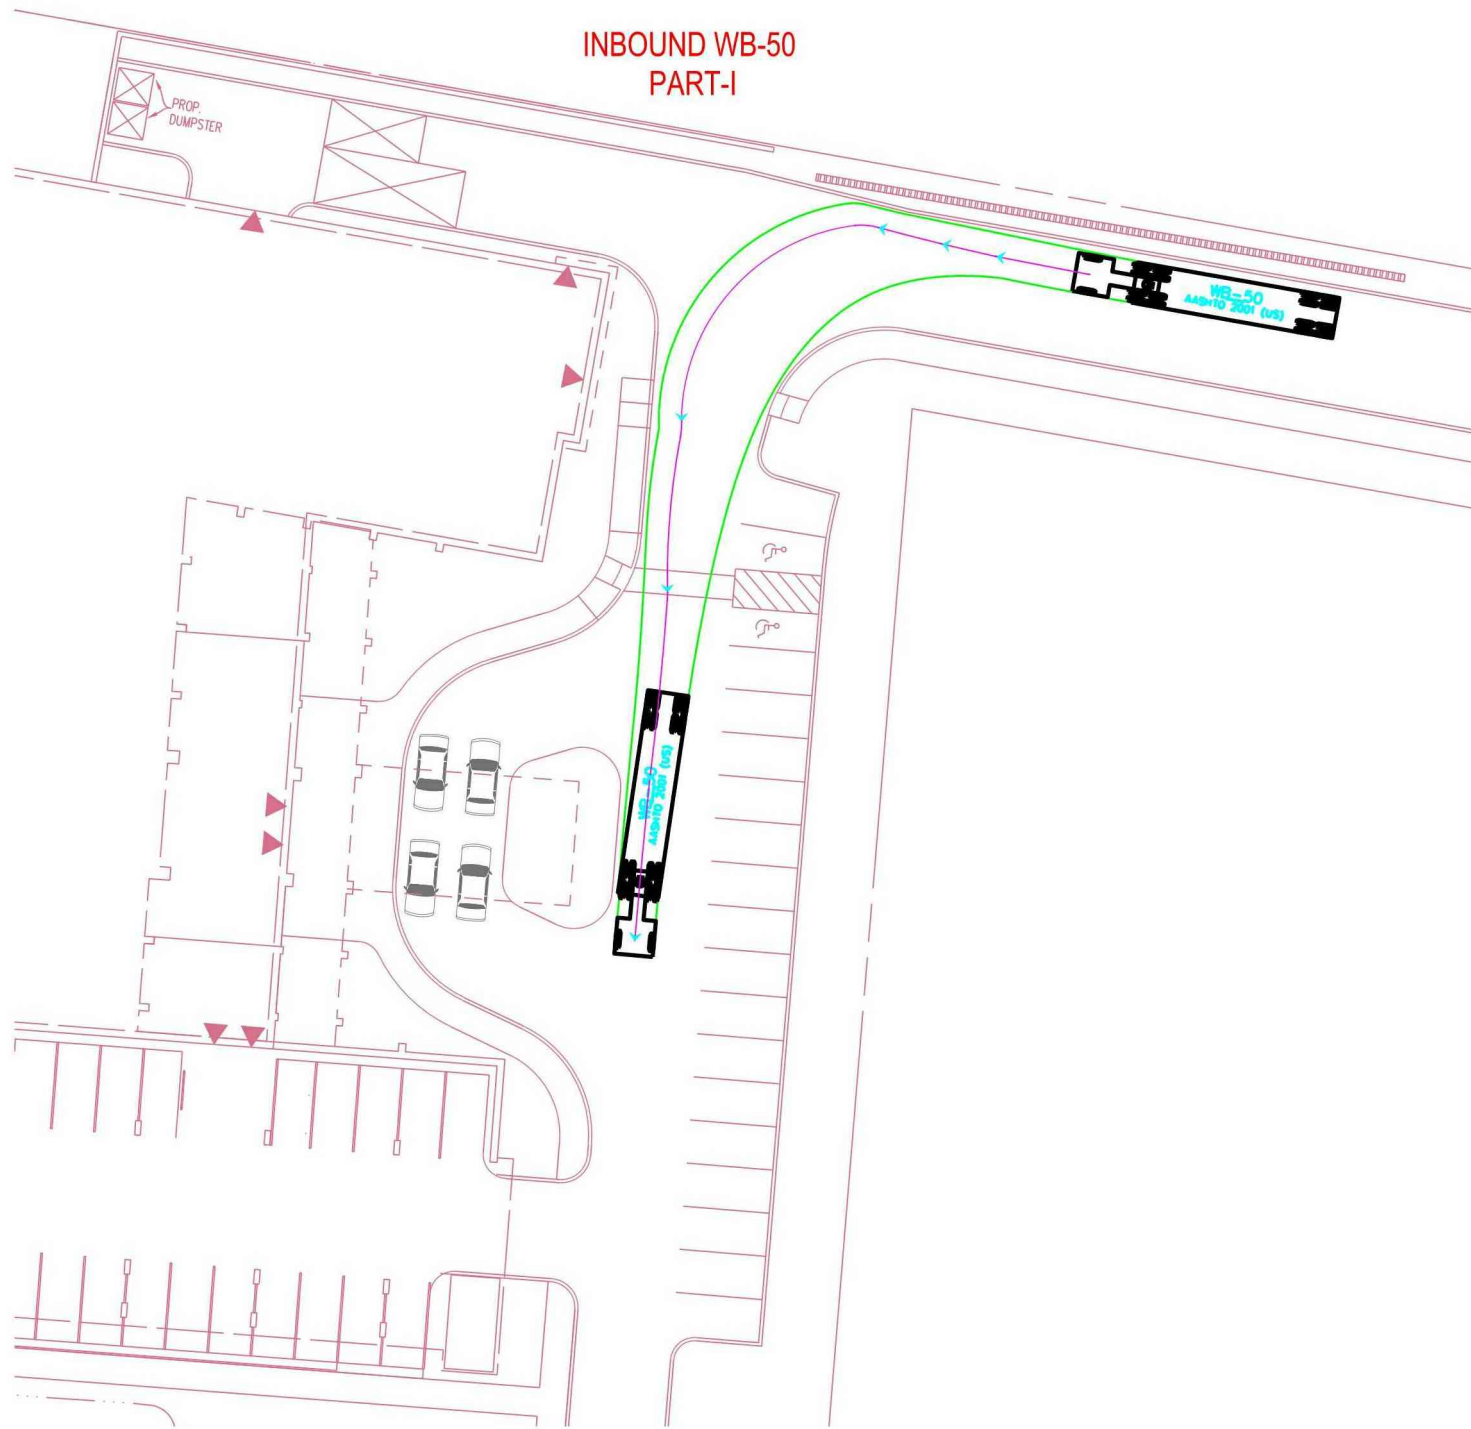 INBOUND WB-50
PART-I
PROP.
DUMPSTER
WB-50
AASHTO 2001 (US)
WB-50
AASHTO 2001 (US)